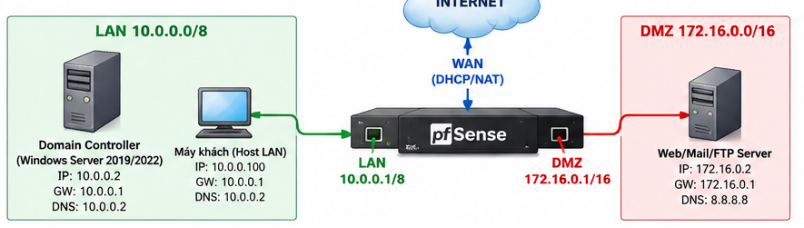 INTERNET
LAN 10.0.0.0/8
DMZ 172.16.0.0/16
WAN
(DHCP/NAT)
pfSense
Domain Controller
(Windows Server 2019/2022)
IP: 10.0.0.2
GW: 10.0.0.1
DNS: 10.0.0.2
Máy khách (Host LAN)
IP: 10.0.0.100
GW: 10.0.0.1
DNS: 10.0.0.2
LAN
10.0.0.1/8
DMZ
172.16.0.1/16
Web/Mail/FTP Server
IP: 172.16.0.2
GW: 172.16.0.1
DNS: 8.8.8.8